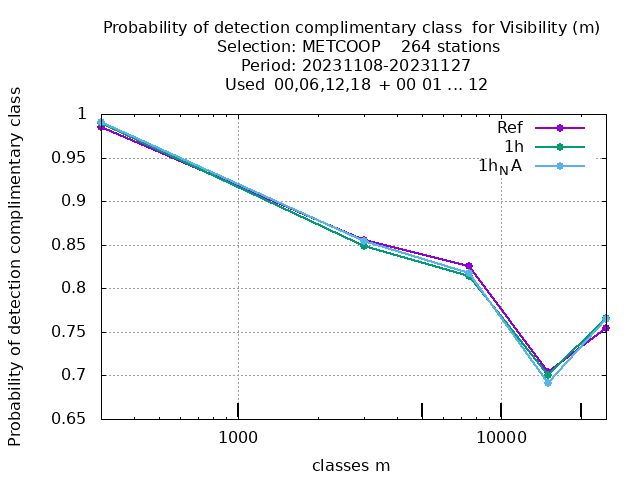 Probability of detection complimentary class  for Visibility (m)
Selection: METCOOP    264 stations
Period: 20231108-20231127
Used  00,06,12,18  + 00 01 ... 12
Probability of detection complimentary class
1
0.95
0.9
0.85
0.8
0.75
0.7
0.65
Ref
1h
1h_NA
1000
10000
classes m